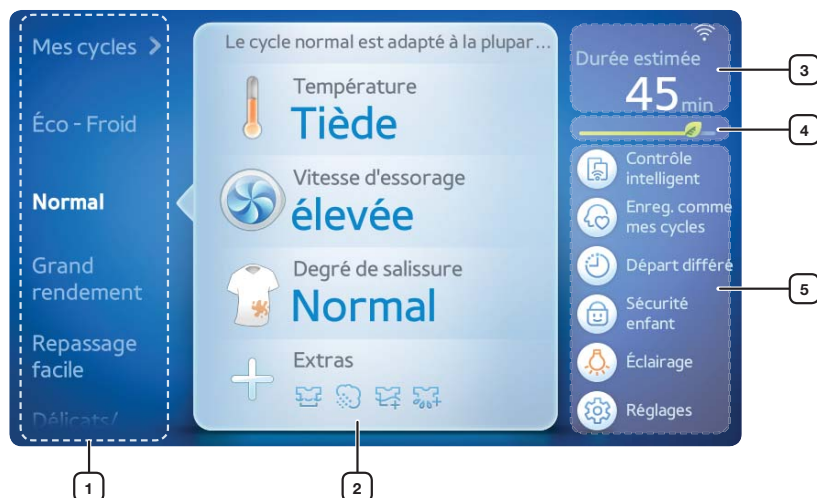 Mes cycles
Éco - Froid
Normal
Grand
rendement
Repassage
facile
Délicats/
Le cycle normal est adapté à la plupar...
Température
Tiède
Vitesse d'essorage
élevée
Degré de salissure
Normal
Extras
Durée estimée
45 min
Contrôle
intelligent
Enreg. comme
mes cycles
Départ différé
Sécurité
enfant
Éclairage
Réglages
1
2
3
4
5